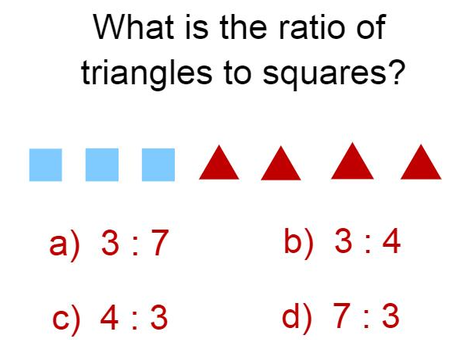 What is the ratio of
triangles to squares?
a) 3 : 7 b) 3 : 4
c) 4 : 3 d) 7 : 3